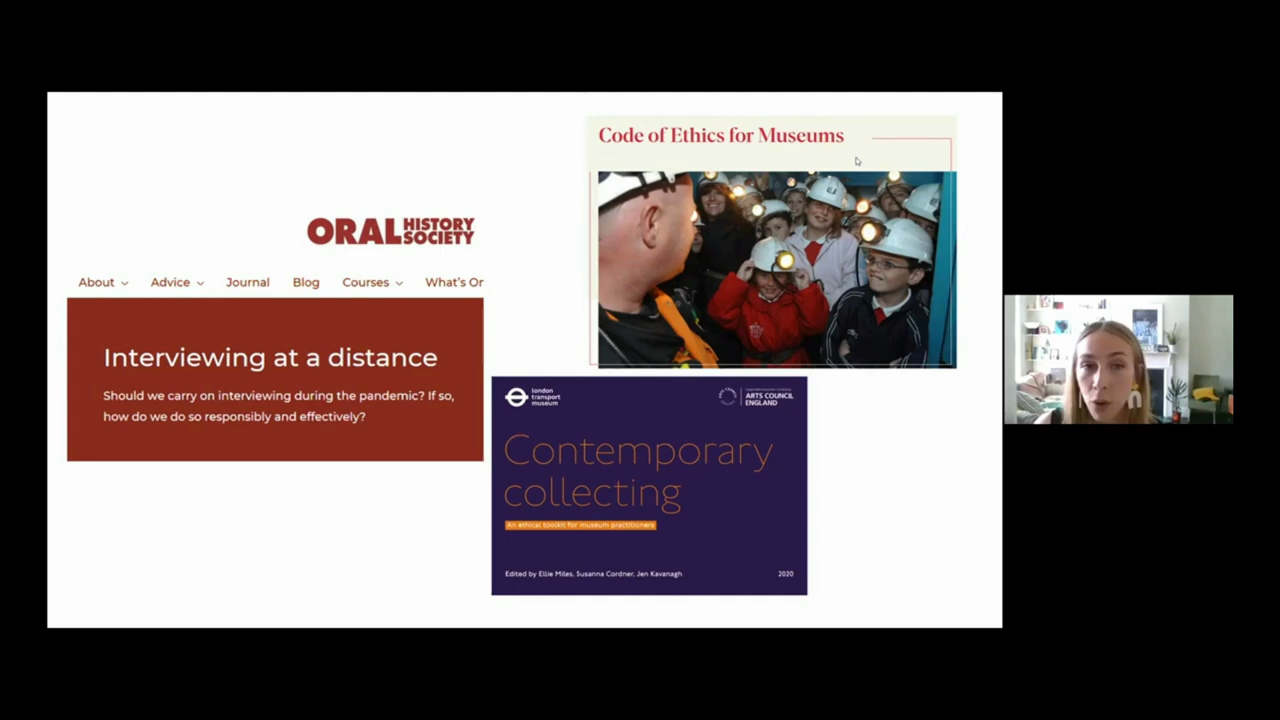 ORAL HISTORY
SOCIETY
About
Advice
Journal
Blog
Courses
What's Or
Interviewing at a distance
Should we carry on interviewing during the pandemic? If so,
how do we do so responsibly and effectively?
Code of Ethics for Museums
london
transport
museum
ARTS COUNCIL
ENGLAND
Contemporary
collecting
An ethical toolkit for museum practitioners
Edited by Ellie Miles, Susanna Cordner, Jen Kavanagh
2020